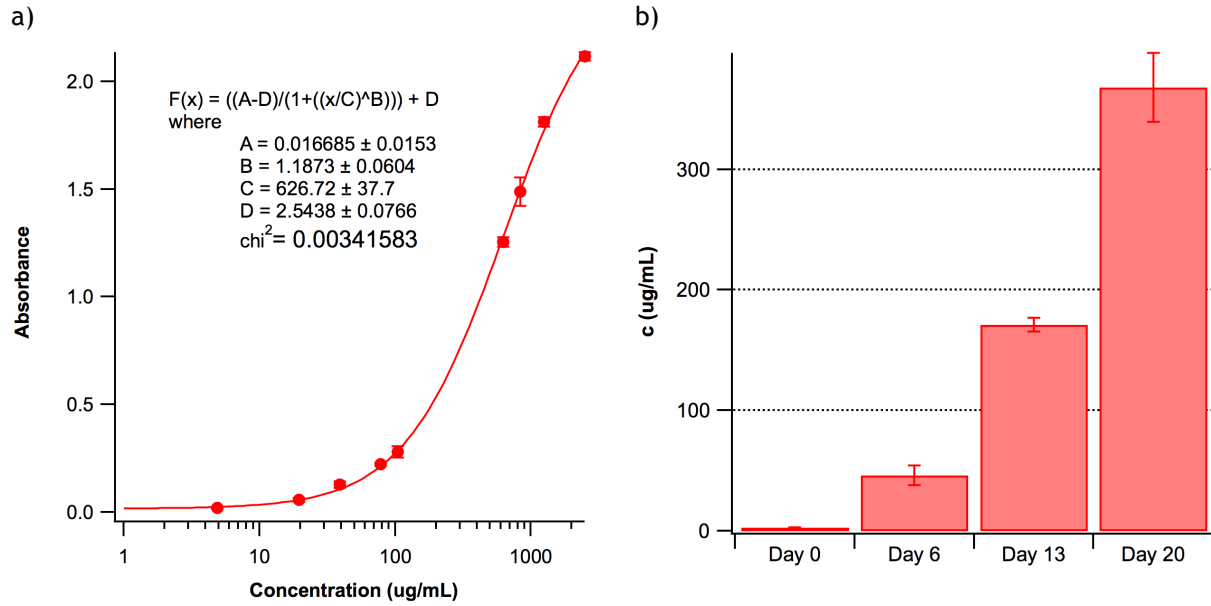 a)
F(x) = ((A-D)/(1+((x/C)^B))) + D
where
A = 0.016685 ± 0.0153
B = 1.1873 ± 0.0604
C = 626.72 ± 37.7
D = 2.5438 ± 0.0766
chi²= 0.00341583
Absorbance
2.0
1.5
1.0
0.5
0.0
1 10 100 1000
Concentration (ug/mL)
b)
c (ug/mL)
300
200
100
0
Day 0 Day 6 Day 13 Day 20